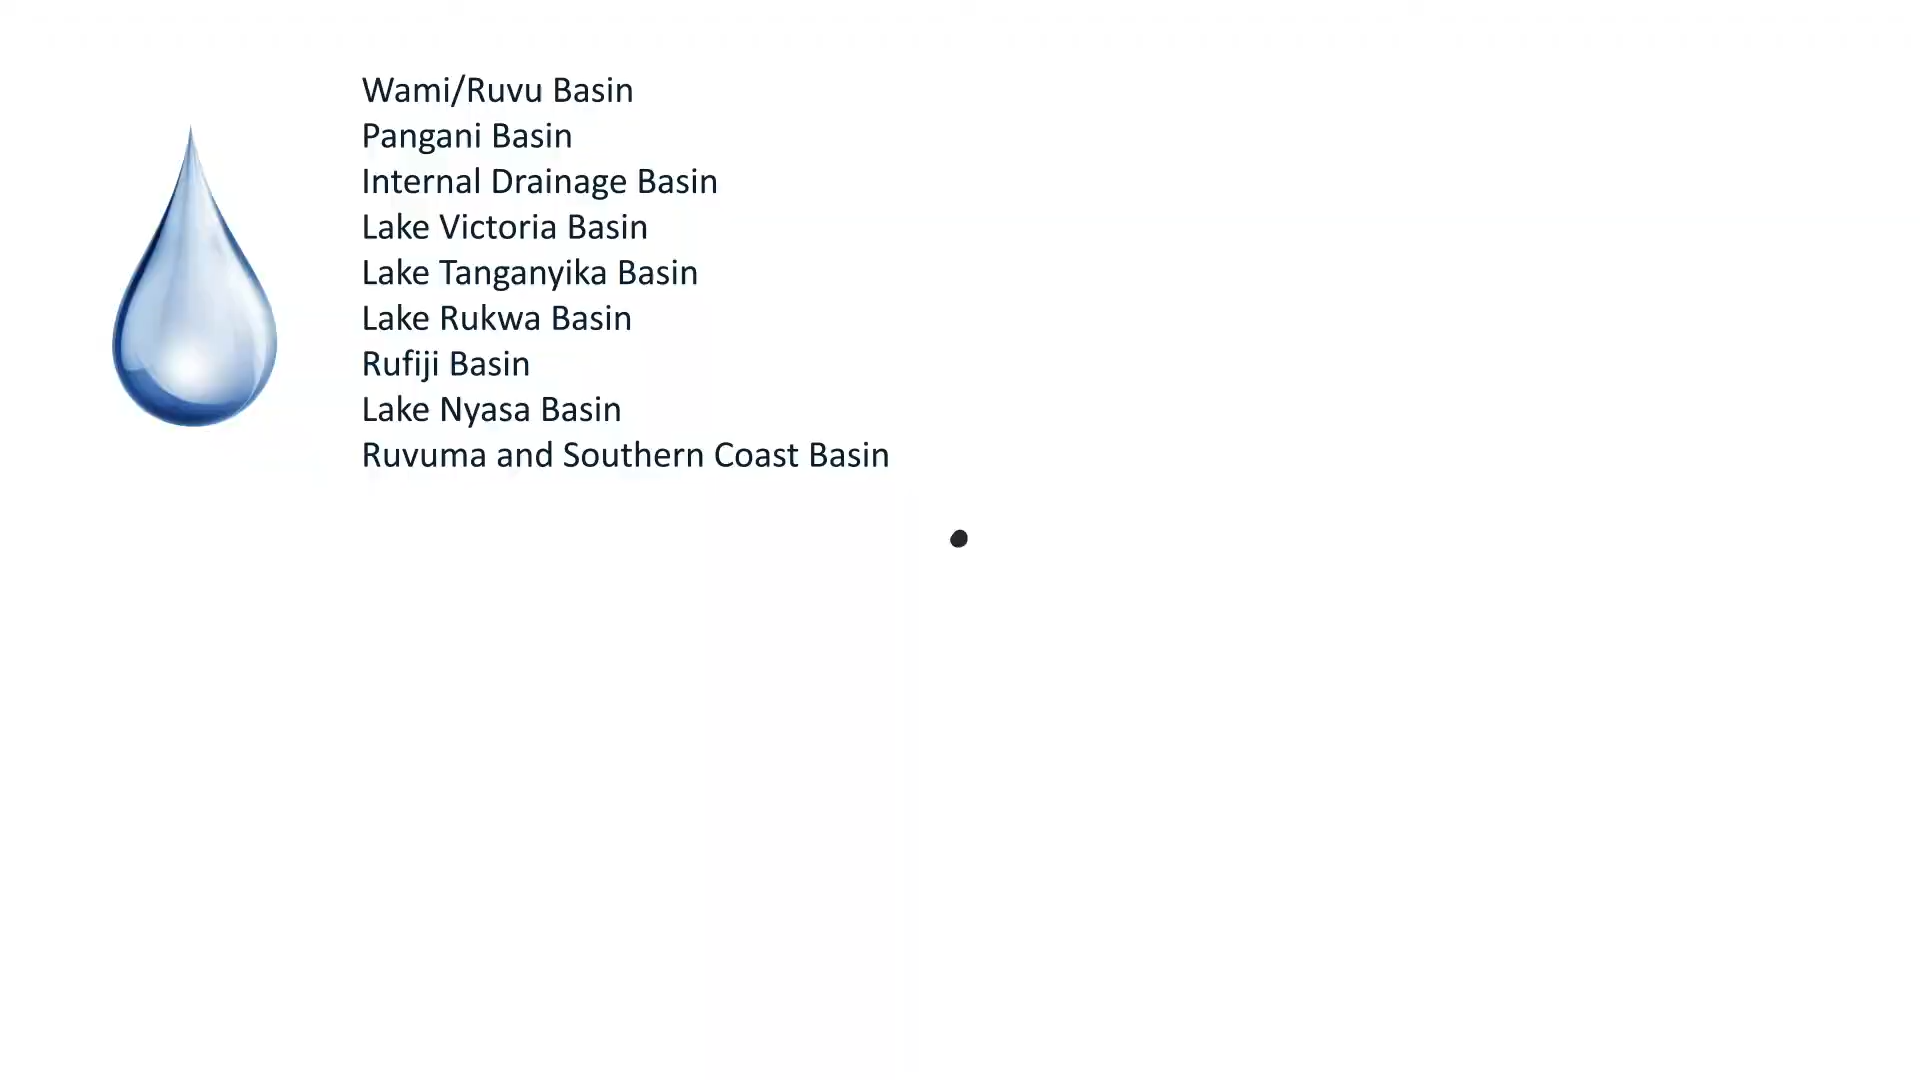 Wami/Ruvu Basin
Pangani Basin
Internal Drainage Basin
Lake Victoria Basin
Lake Tanganyika Basin
Lake Rukwa Basin
Rufiji Basin
Lake Nyasa Basin
Ruvuma and Southern Coast Basin